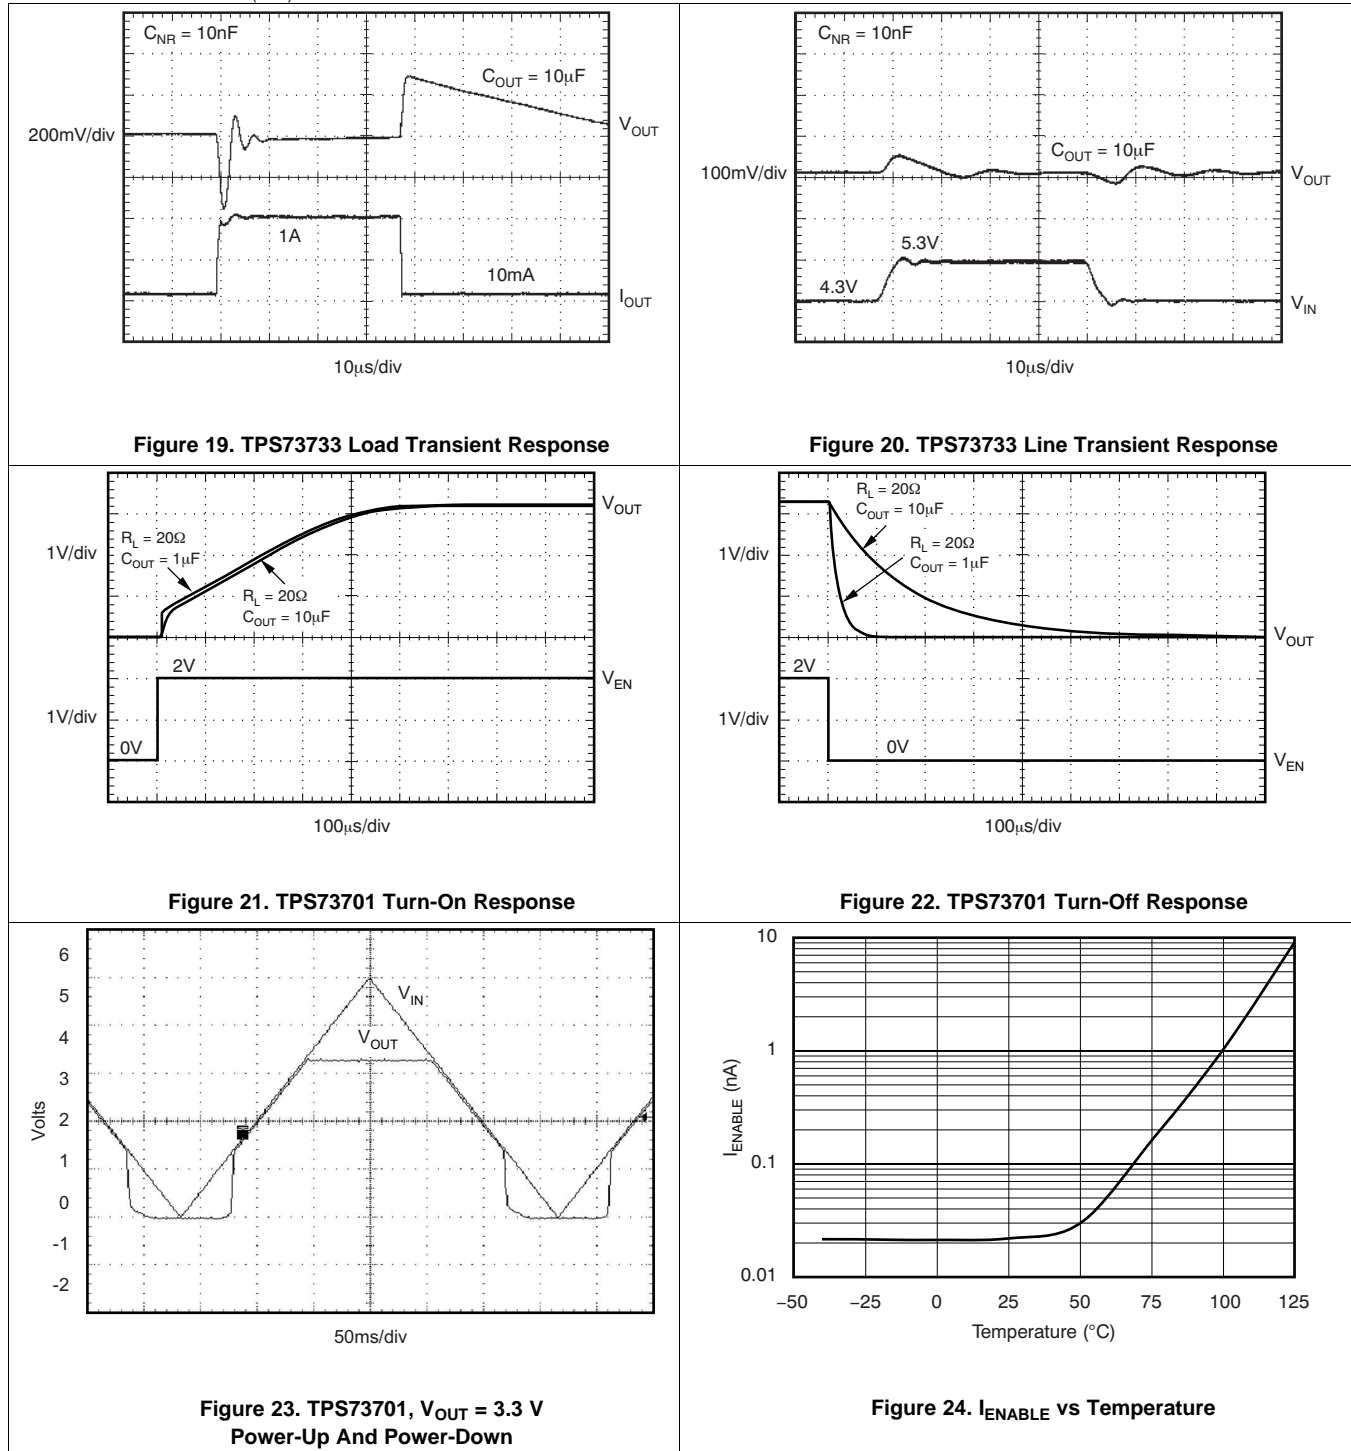 C_NR = 10nF
C_OUT = 10µF
200mV/div
V_OUT
1A
10mA
I_OUT
10µs/div
Figure 19. TPS73733 Load Transient Response
C_NR = 10nF
C_OUT = 10µF
100mV/div
V_OUT
5.3V
4.3V
V_IN
10µs/div
Figure 20. TPS73733 Line Transient Response
V_OUT
R_L = 20Ω
C_OUT = 1µF
1V/div
R_L = 20Ω
C_OUT = 10µF
2V
V_EN
1V/div
0V
100µs/div
Figure 21. TPS73701 Turn-On Response
R_L = 20Ω
C_OUT = 10µF
R_L = 20Ω
C_OUT = 1µF
1V/div
V_OUT
2V
1V/div
0V
V_EN
100µs/div
Figure 22. TPS73701 Turn-Off Response
6
5
4
3
2
1
0
-1
-2
Volts
V_IN
V_OUT
50ms/div
Figure 23. TPS73701, V_OUT = 3.3 V
Power-Up And Power-Down
10
1
0.1
0.01
I_ENABLE (nA)
−50 −25 0 25 50 75 100 125
Temperature (°C)
Figure 24. I_ENABLE vs Temperature